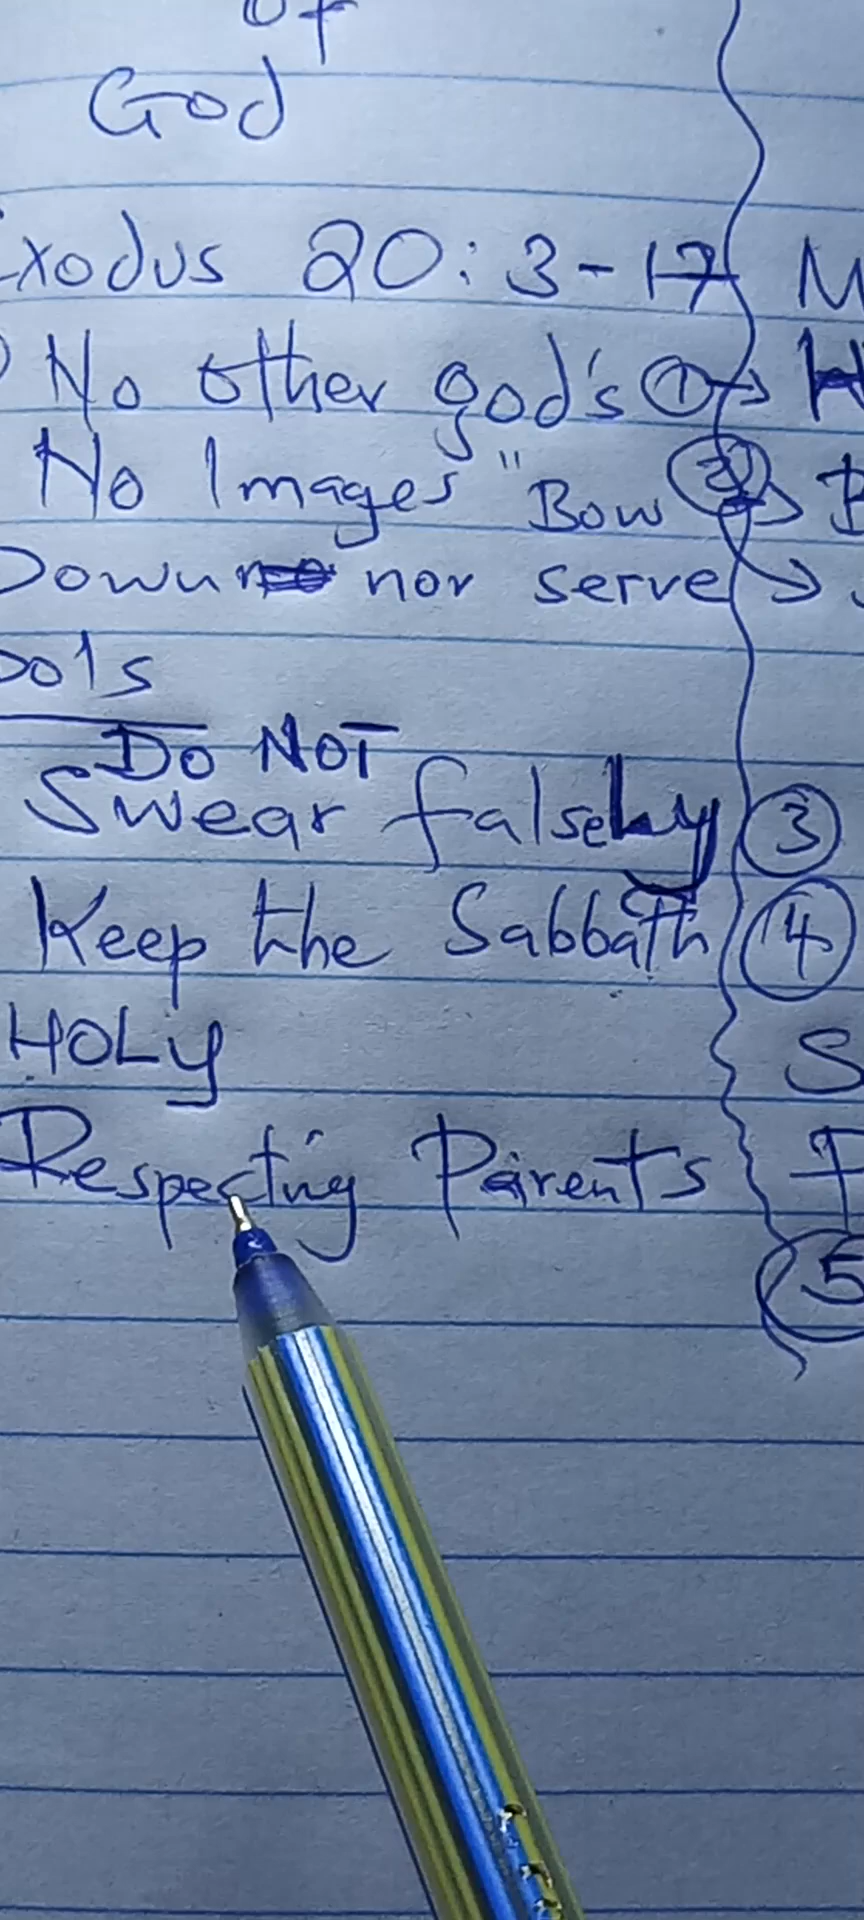 of
God
Exodus 20:3-17 M
No other god's ① → H
No Images "Bow ② → B
Down nor serve →
ols
DO NOT
Swear falsely ③
Keep the Sabbath ④
HOLY S
Respecting Parents
⑤